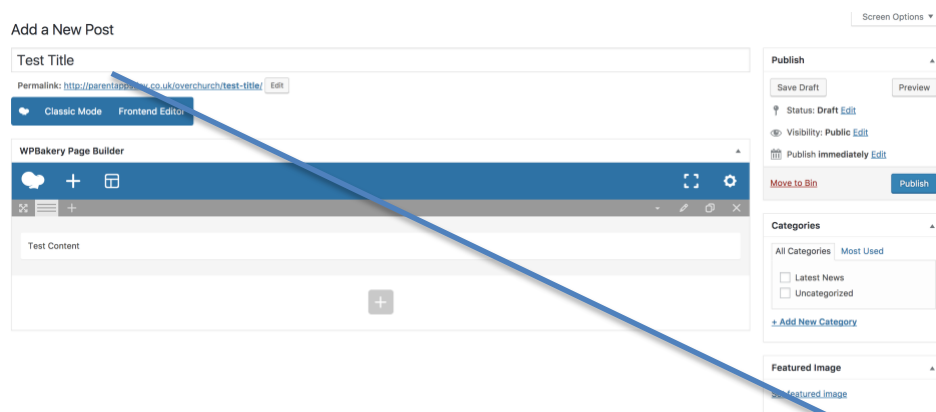 Screen Options ▼
Add a New Post
Test Title
Permalink: http://parentapps co.uk/overchurch/test-title/ Edit
Classic Mode Frontend Editor
WPBakery Page Builder
Test Content
Publish
Save Draft Preview
Status: Draft Edit
Visibility: Public Edit
Publish immediately Edit
Move to Bin Publish
Categories
All Categories Most Used
Latest News
Uncategorized
+ Add New Category
Featured Image
featured image